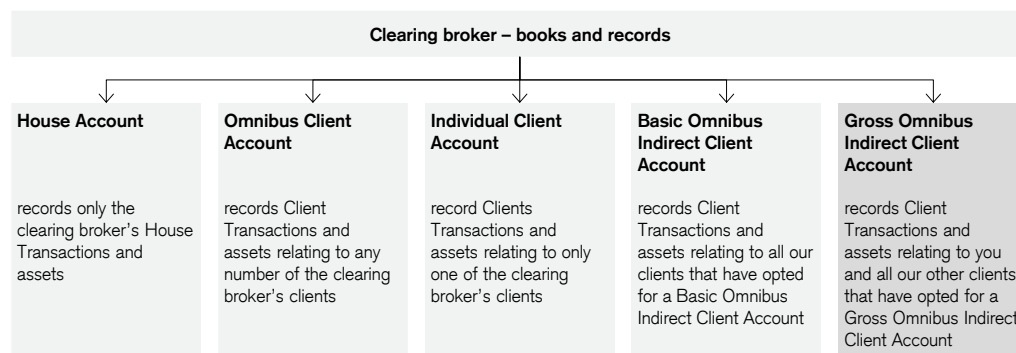 Clearing broker – books and records
House Account
records only the
clearing broker's House
Transactions and
assets
Omnibus Client
Account
records Client
Transactions and
assets relating to any
number of the clearing
broker's clients
Individual Client
Account
record Clients
Transactions and
assets relating to only
one of the clearing
broker's clients
Basic Omnibus
Indirect Client
Account
records Client
Transactions and
assets relating to all our
clients that have opted
for a Basic Omnibus
Indirect Client Account
Gross Omnibus
Indirect Client
Account
records Client
Transactions and
assets relating to you
and all our other clients
that have opted for a
Gross Omnibus Indirect
Client Account